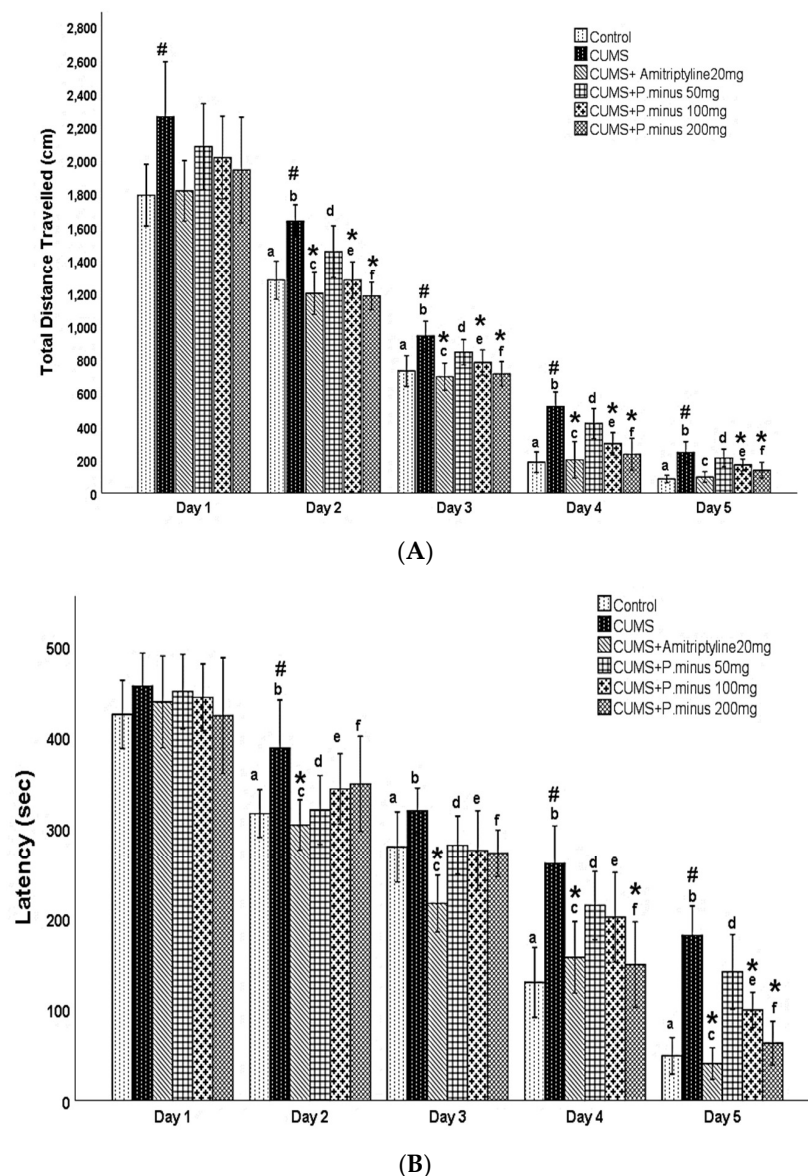 2,800
2,600
2,400
2,200
2,000
1,800
1,600
1,400
1,200
1,000
800
600
400
200
0
Total Distance Travelled (cm)
Control
CUMS
CUMS+ Amitriptyline20mg
CUMS+P.minus 50mg
CUMS+P.minus 100mg
CUMS+P.minus 200mg
#
a # b * c d * e * f
a # b * c d * e * f
a # b * c d * e * f
a # b c d * e * f
Day 1 Day 2 Day 3 Day 4 Day 5
(A)
500
400
300
200
100
0
Latency (sec)
Control
CUMS
CUMS+Amitriptyline20mg
CUMS+P.minus 50mg
CUMS+P.minus 100mg
CUMS+P.minus 200mg
a # b * c d e f
a b * c d e f
a # b * c d e * f
a # b * c d * e * f
Day 1 Day 2 Day 3 Day 4 Day 5
(B)